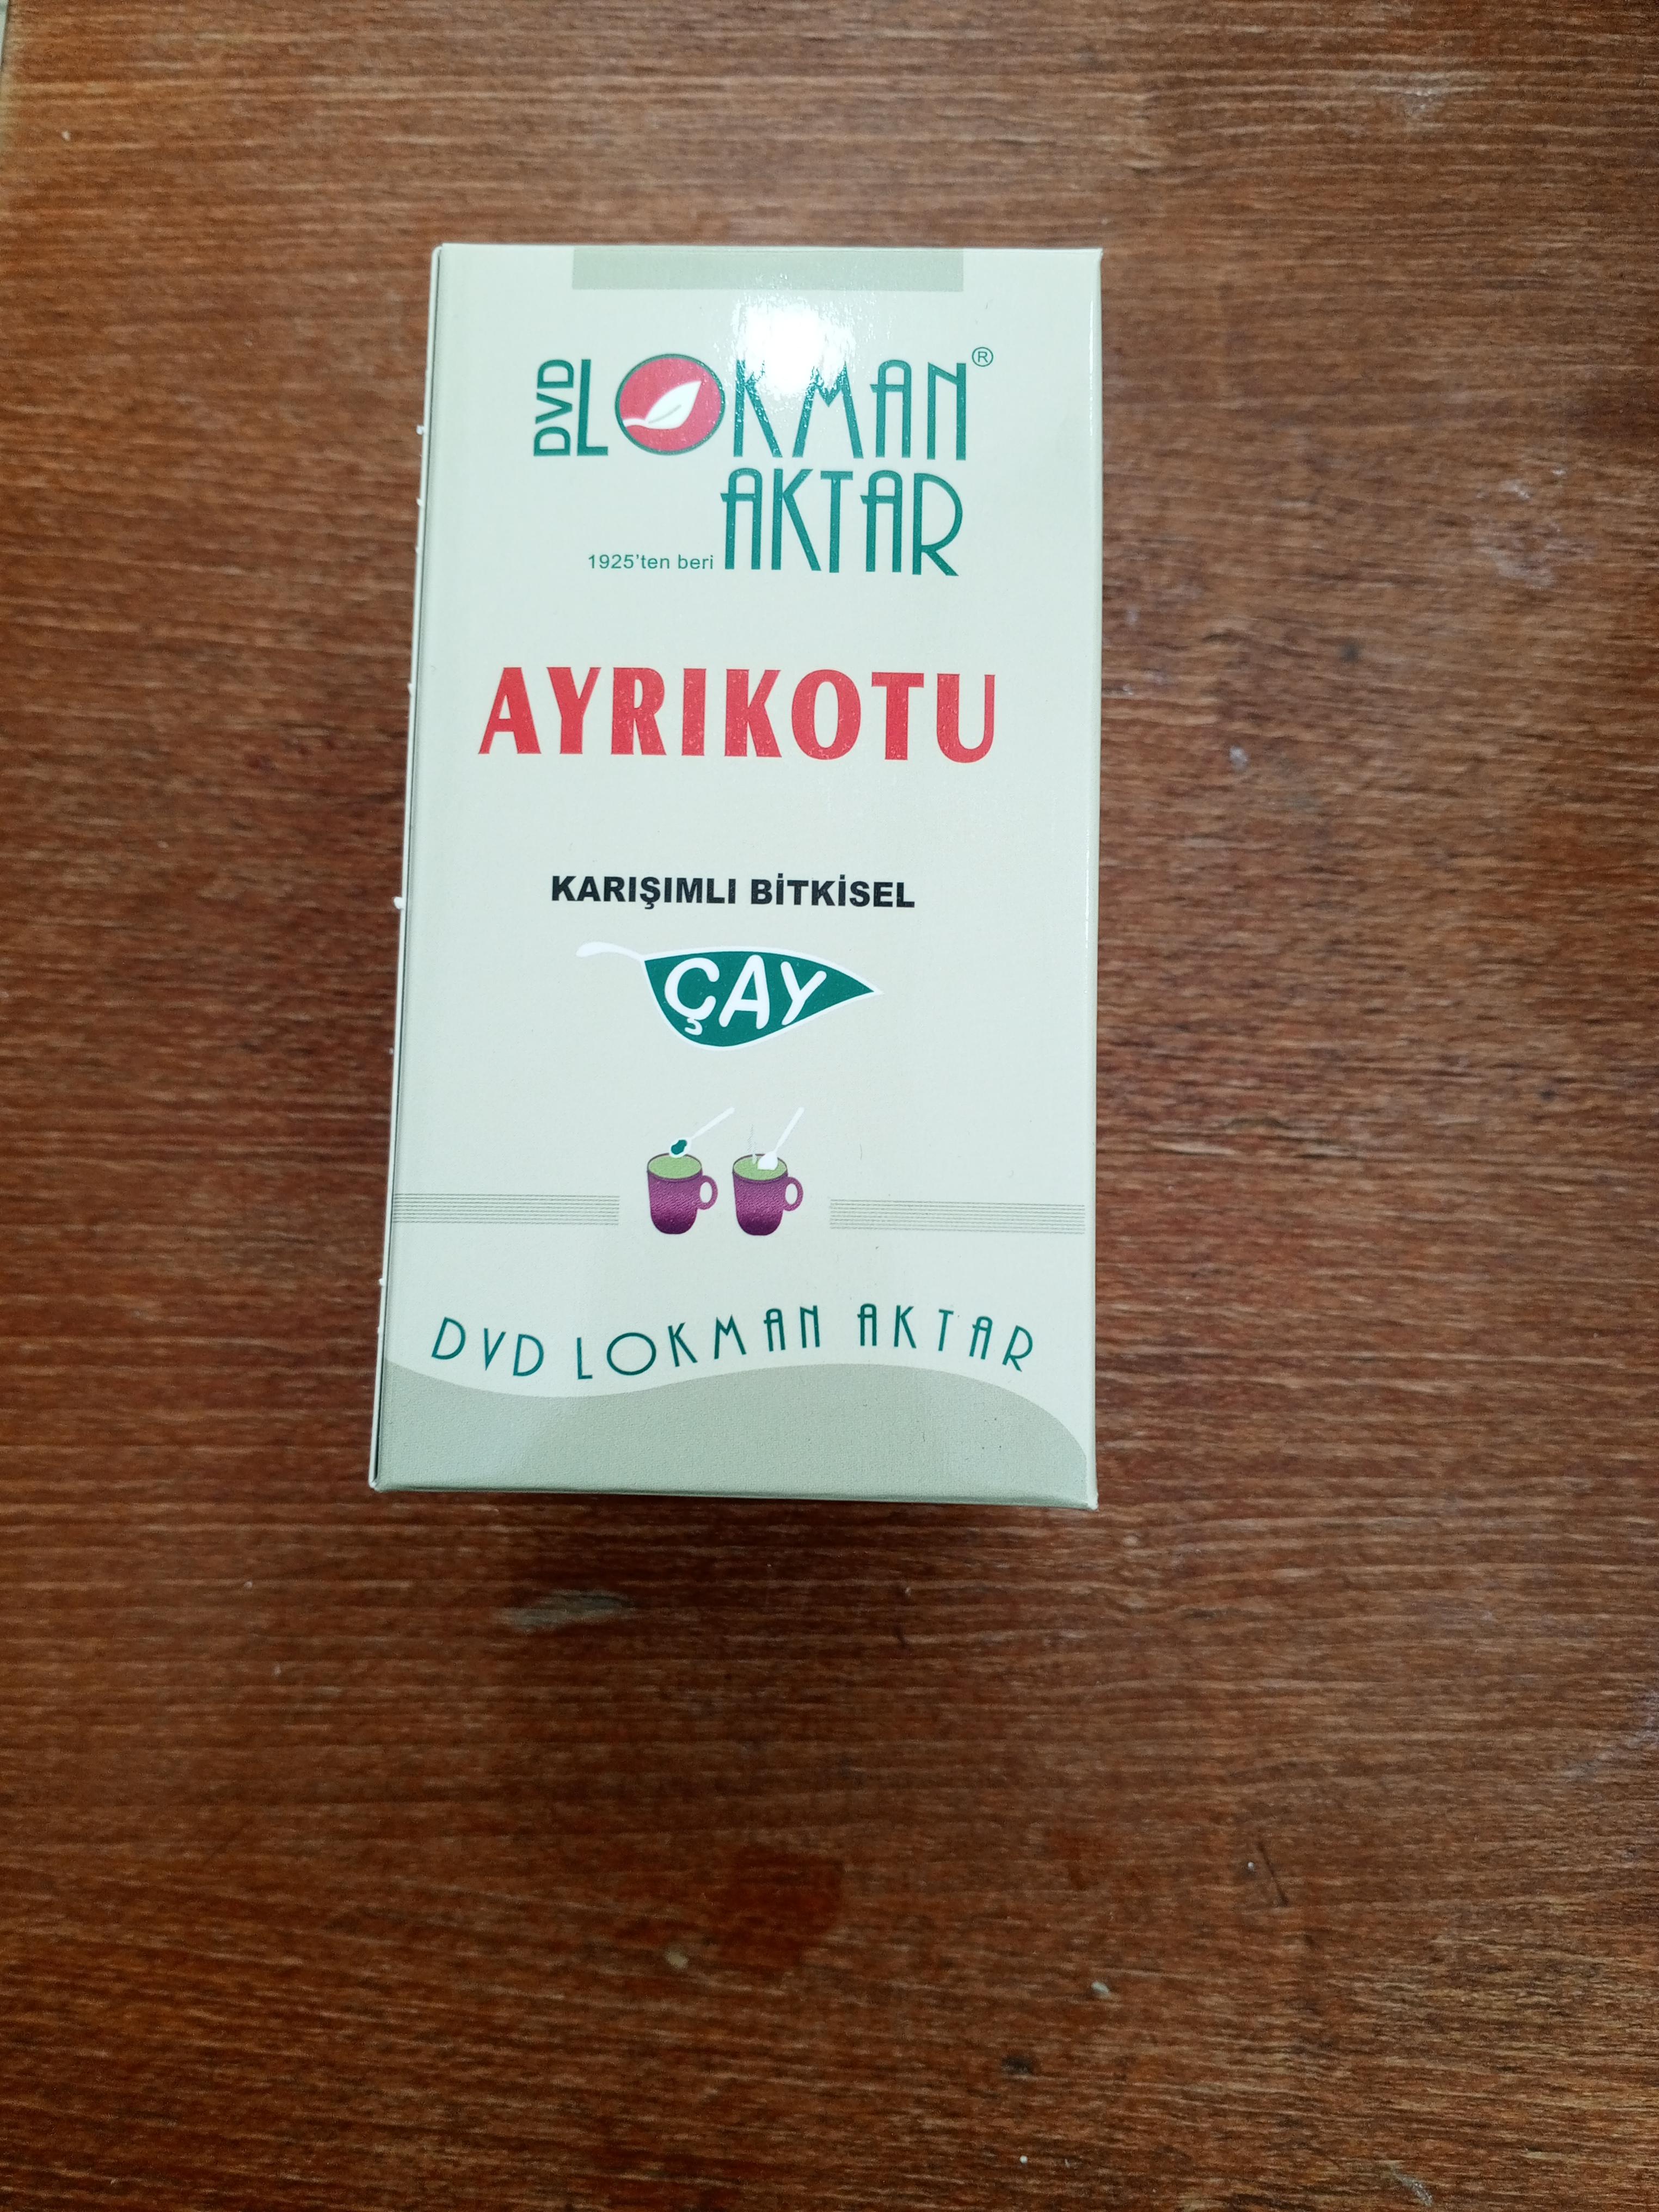 DVD LOKMAN®
AKTAR
1925'ten beri
AYRIKOTU
KARIŞIMLI BİTKİSEL
ÇAY
DVD LOKMAN AKTAR